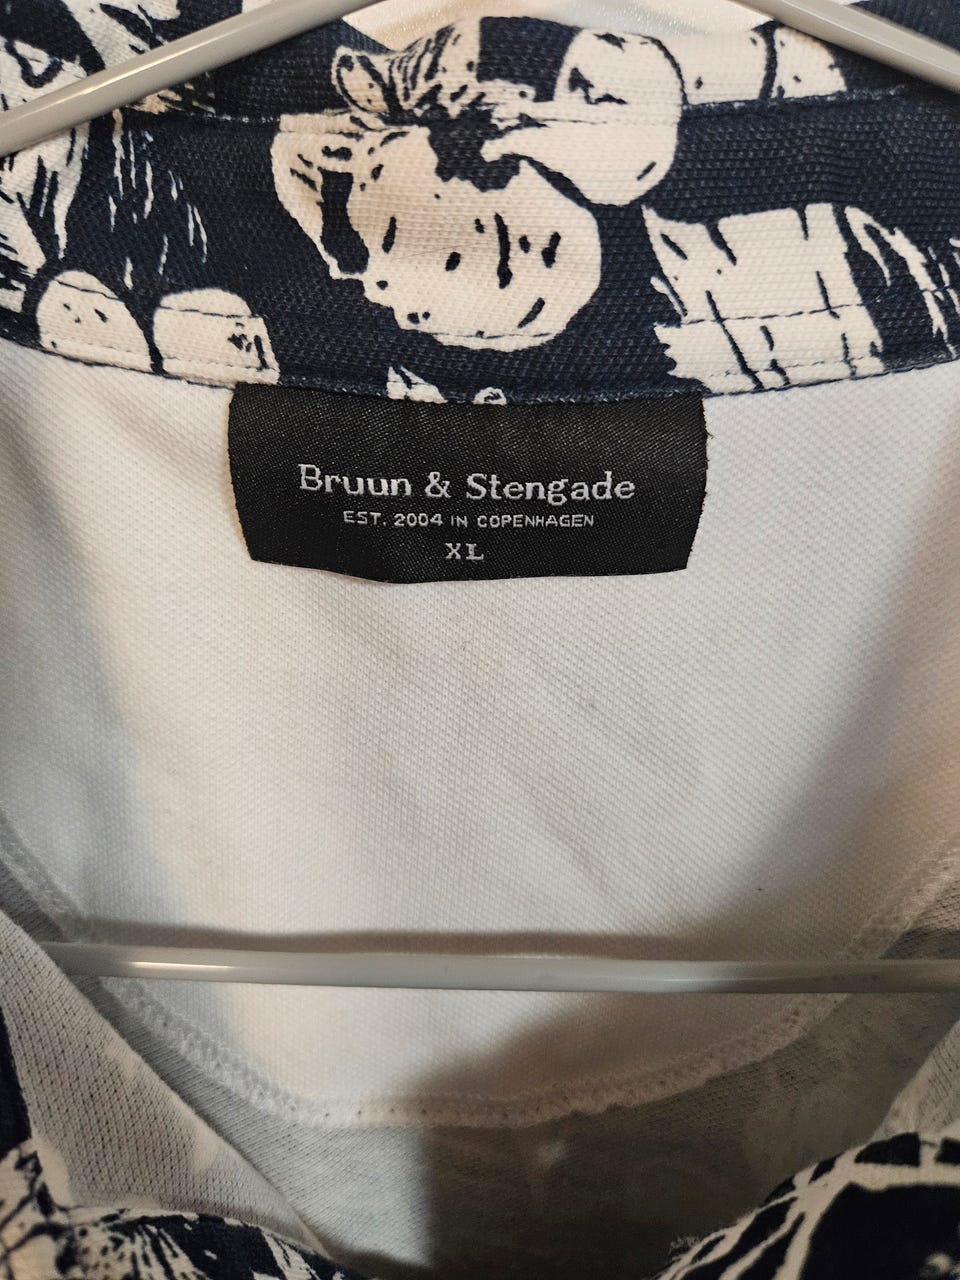 Bruun & Stengade
EST. 2004 IN COPENHAGEN
XL